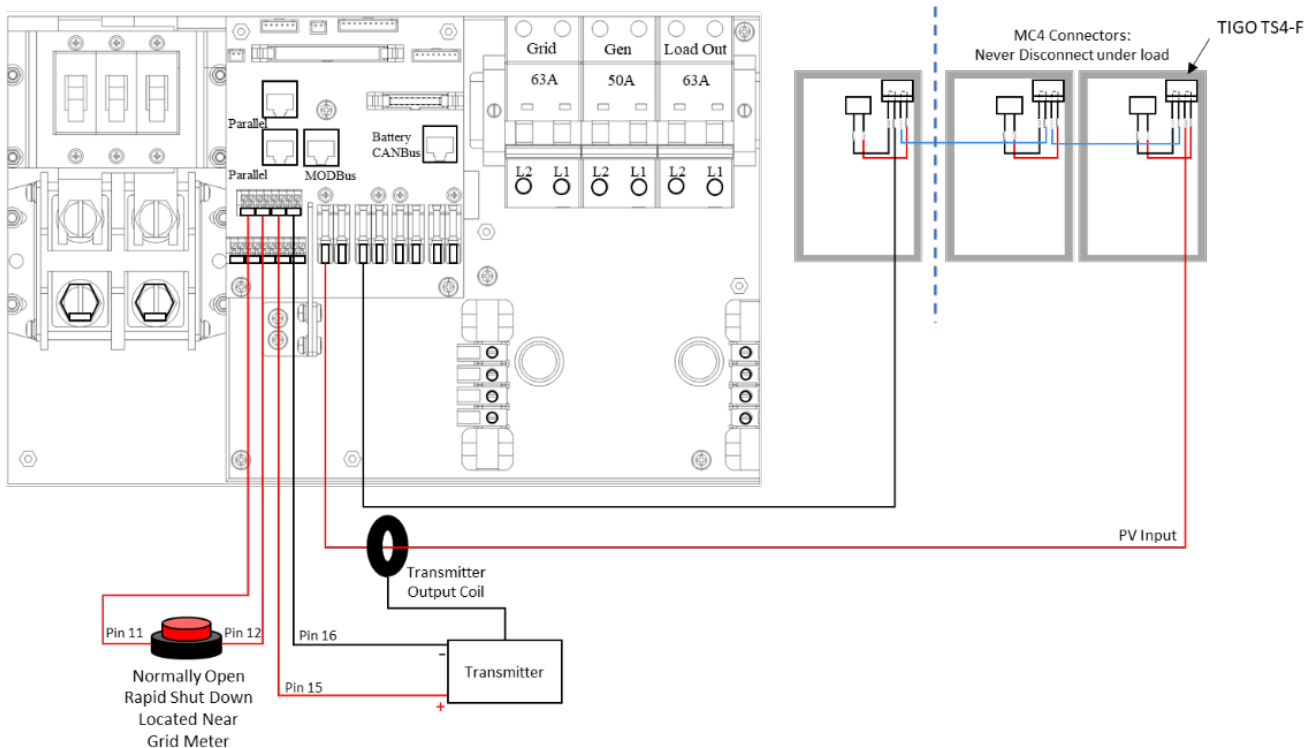 TIGO TS4-F
MC4 Connectors:
Never Disconnect under load
Grid
Gen
Load Out
63A
50A
63A
Parallel
Battery
CANBus
Parallel
MODBus
L2
L1
L2
L1
L2
L1
PV Input
Transmitter
Output Coil
Pin 11
Pin 12
Pin 16
-
Transmitter
Normally Open
Rapid Shut Down
Located Near
Grid Meter
Pin 15
+